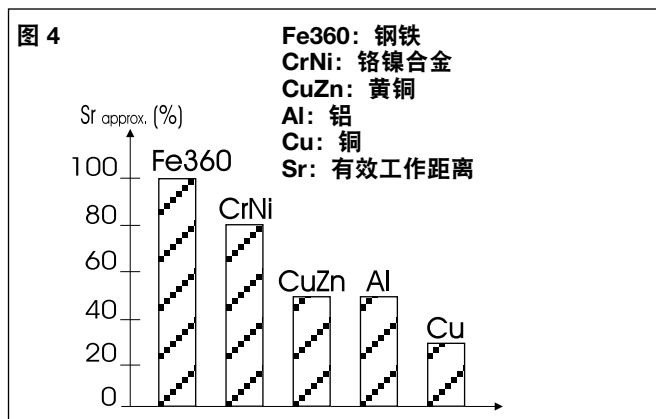 图 4
Fe360：钢铁
CrNi：铬镍合金
CuZn：黄铜
Al：铝
Cu：铜
Sr：有效工作距离
Sr approx. (%)
100
80
60
40
20
0
Fe360
CrNi
CuZn
Al
Cu